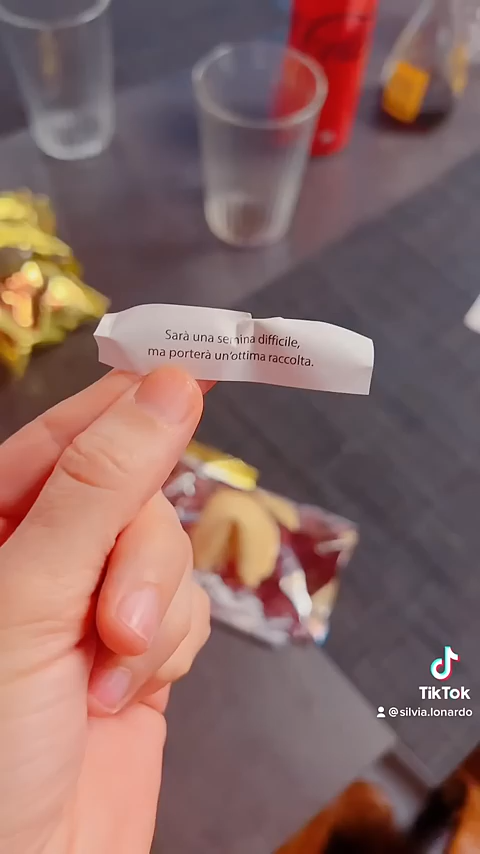 Sarà una semina difficile,
ma porterà un'ottima raccolta.
TikTok
@silvia.lonardo